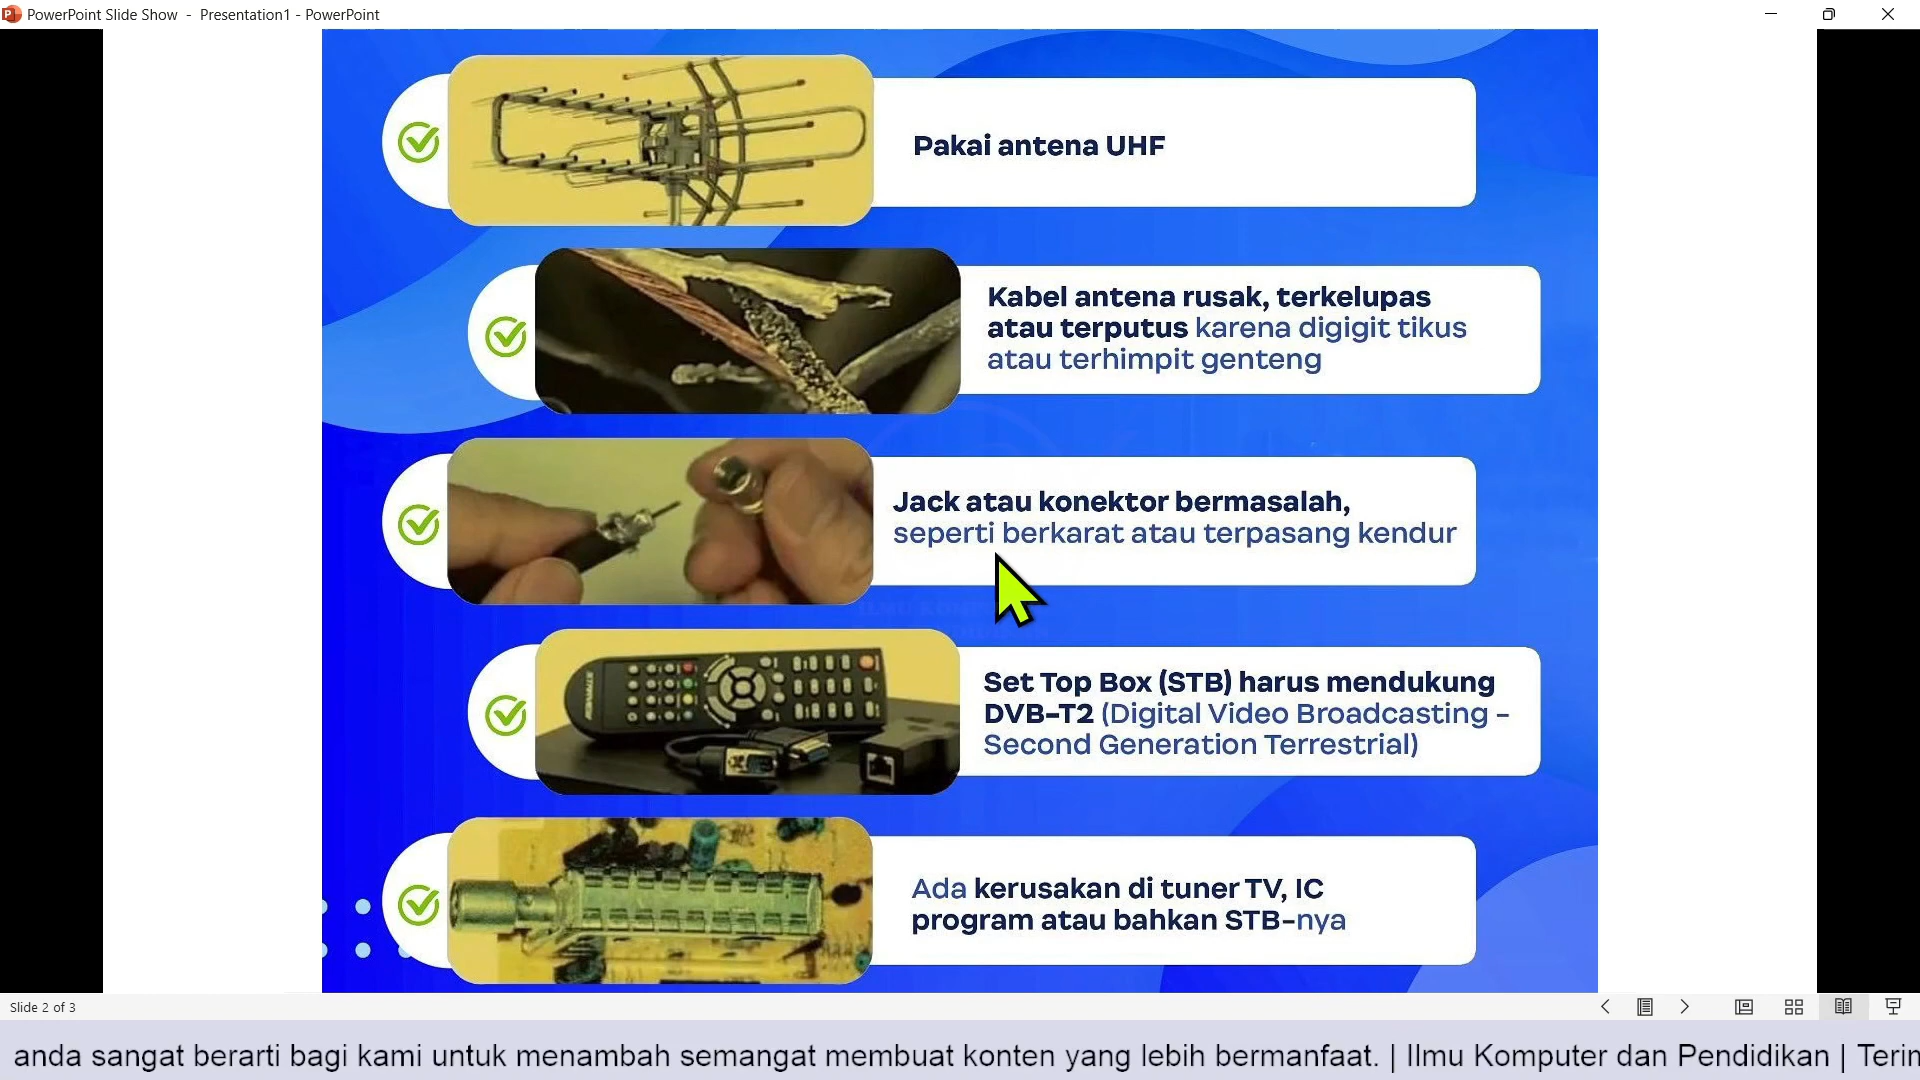 PowerPoint Slide Show - Presentation1 - PowerPoint
Pakai antena UHF
Kabel antena rusak, terkelupas
atau terputus karena digigit tikus
atau terhimpit genteng
Jack atau konektor bermasalah,
seperti berkarat atau terpasang kendur
Set Top Box (STB) harus mendukung
DVB-T2 (Digital Video Broadcasting -
Second Generation Terrestrial)
Ada kerusakan di tuner TV, IC
program atau bahkan STB-nya
Slide 2 of 3
anda sangat berarti bagi kami untuk menambah semangat membuat konten yang lebih bermanfaat. | Ilmu Komputer dan Pendidikan |